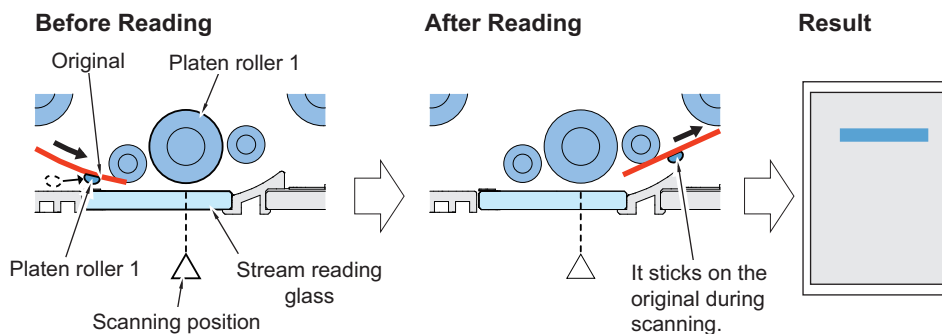 Before Reading
After Reading
Result
Original
Platen roller 1
Platen roller 1
Stream reading
glass
Scanning position
It sticks on the
original during
scanning.